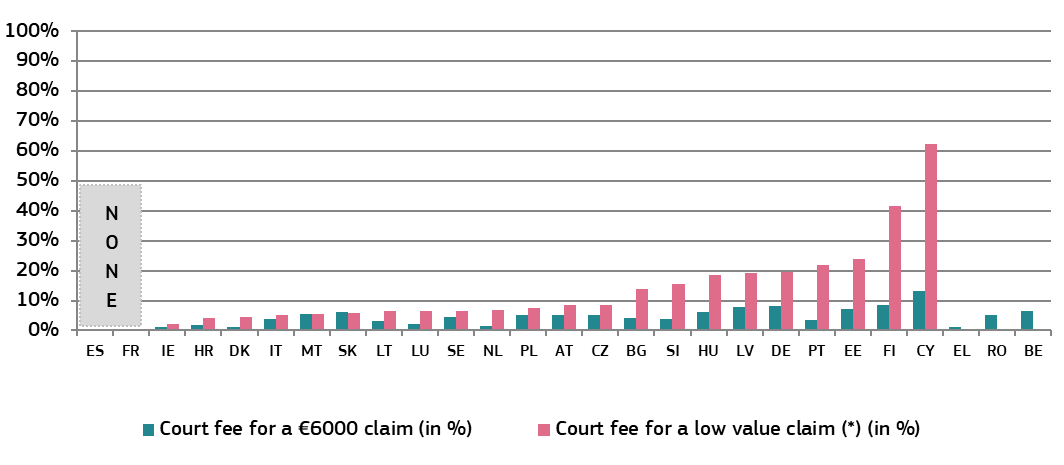 100%
90%
80%
70%
60%
50%
40%
30%
20%
10%
0%
N
O
N
E
ES FR IE HR DK IT MT SK LT LU SE NL PL AT CZ BG SI HU LV DE PT EE FI CY EL RO BE
Court fee for a €6000 claim (in %) Court fee for a low value claim (*) (in %)